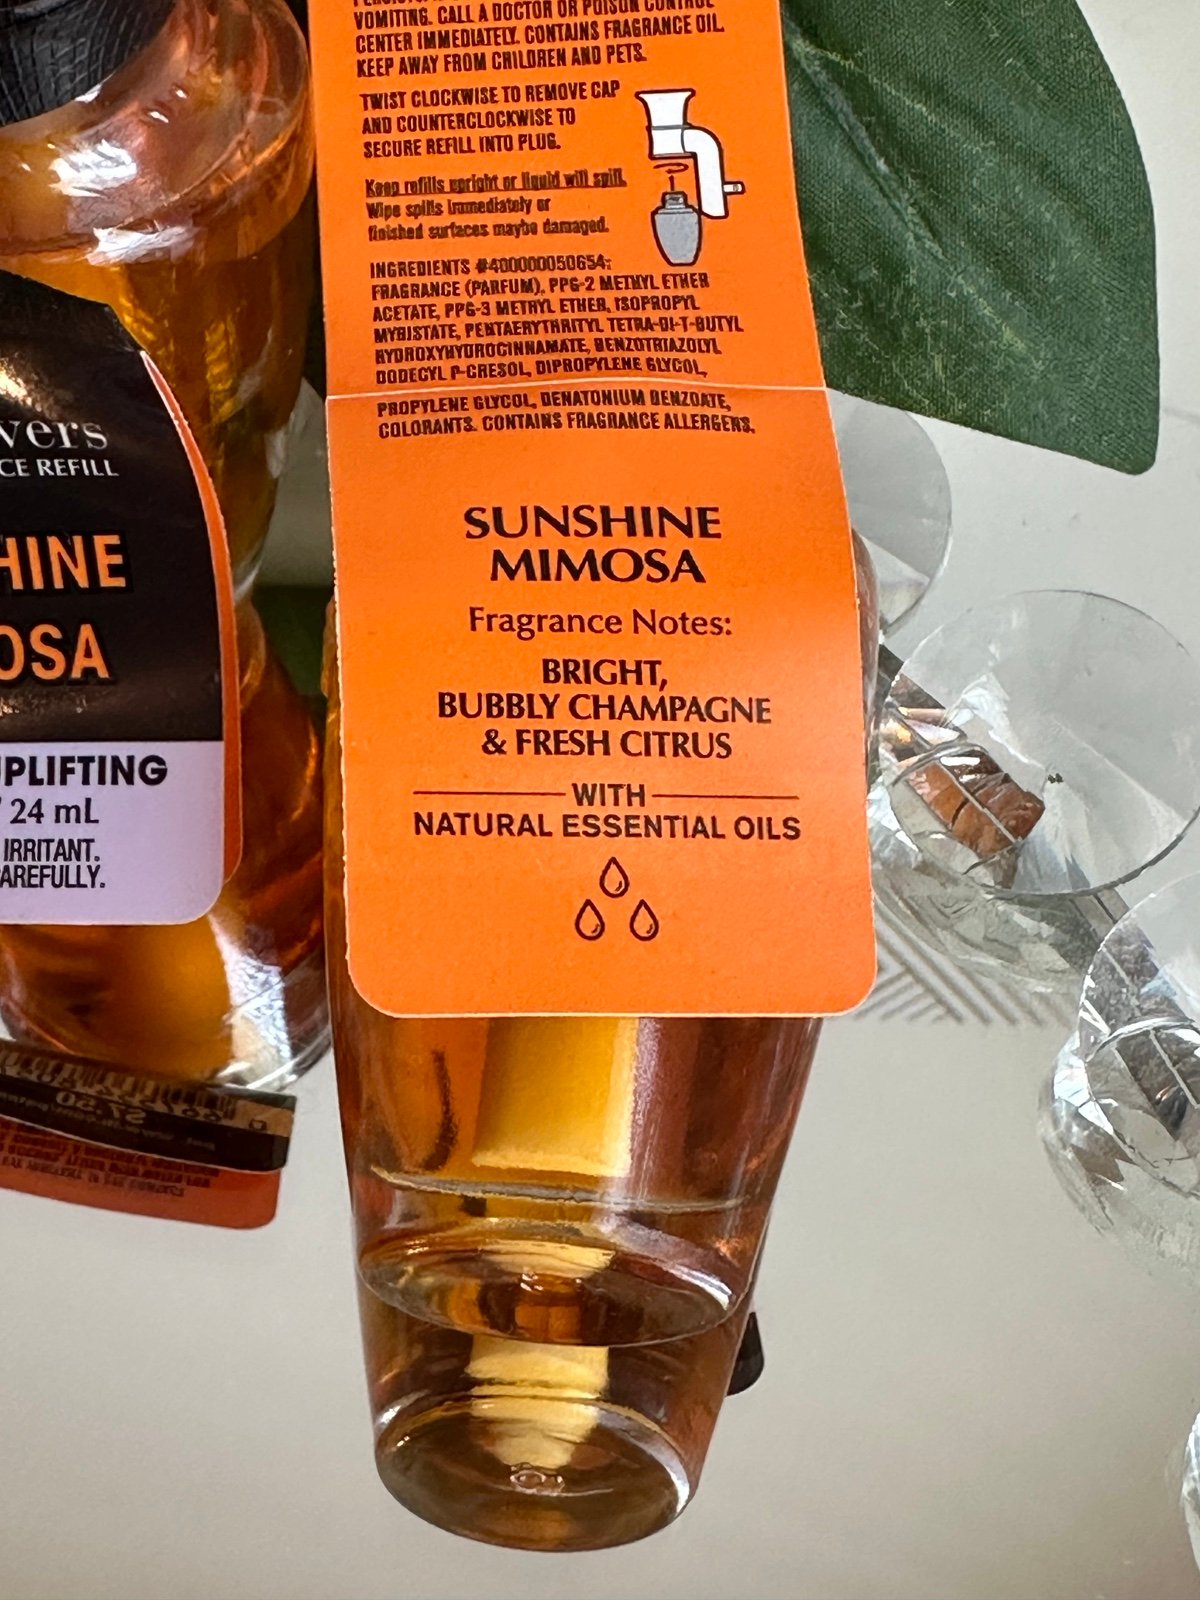 VOMITING. CALL A DOCTOR OR POISON CONTROL
CENTER IMMEDIATELY. CONTAINS FRAGRANCE OIL.
KEEP AWAY FROM CHILDREN AND PETS.
TWIST CLOCKWISE TO REMOVE CAP
AND COUNTERCLOCKWISE TO
SECURE REFILL INTO PLUG.
Keep refills upright or liquid will spill.
Wipe spills immediately or
finished surfaces maybe damaged.
INGREDIENTS #400000050654:
FRAGRANCE (PARFUM), PPG-2 METHYL ETHER
ACETATE, PPG-3 METHYL ETHER, ISOPROPYL
MYRISTATE, PENTAERYTHRITYL TETRA-DI-T-BUTYL
HYDROXYHYDROCINNAMATE, BENZOTRIAZOLYL
DODECYL P-CRESOL, DIPROPYLENE GLYCOL,
PROPYLENE GLYCOL, DENATONIUM BENZOATE,
COLORANTS. CONTAINS FRAGRANCE ALLERGENS.
SUNSHINE
MIMOSA
Fragrance Notes:
BRIGHT,
BUBBLY CHAMPAGNE
& FRESH CITRUS
WITH
NATURAL ESSENTIAL OILS
vers
CE REFILL
HINE
OSA
UPLIFTING
24 mL
IRRITANT.
AREFULLY.
$7.50